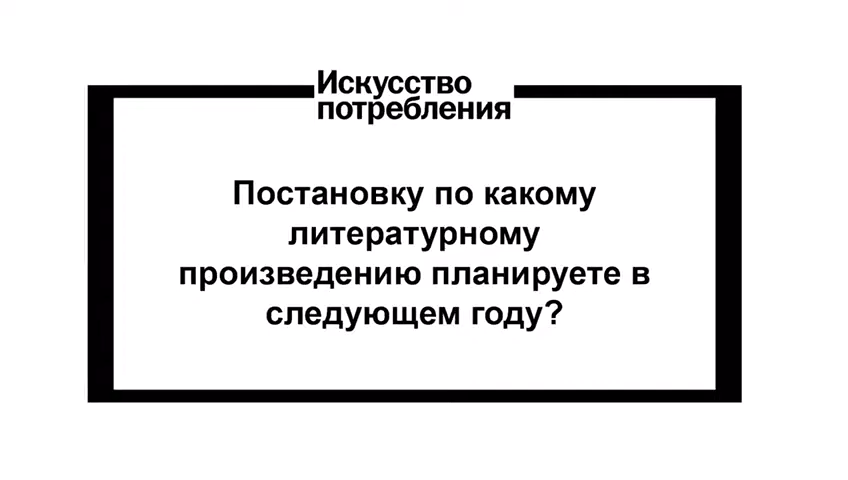 Искусство
потребления
Постановку по какому
литературному
произведению планируете в
следующем году?